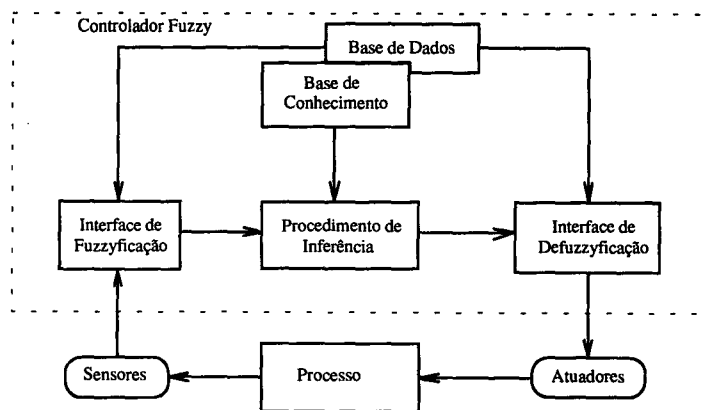 Controlador Fuzzy
Base de Dados
Base de
Conhecimento
Interface de
Fuzzyficação
Procedimento de
Inferência
Interface de
Defuzzyficação
Sensores
Processo
Atuadores